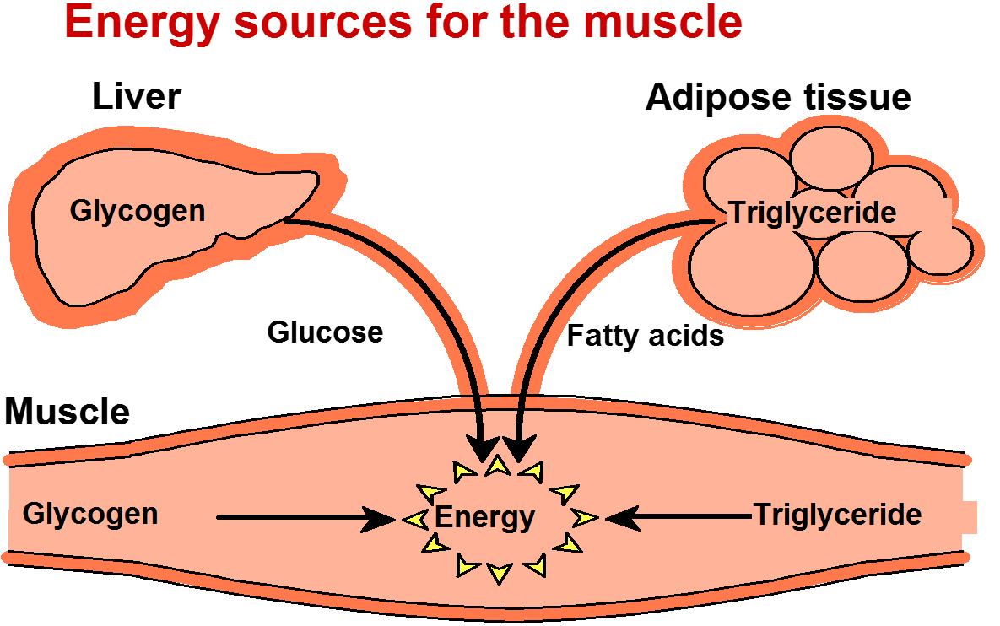 Energy sources for the muscle
Liver
Adipose tissue
Glycogen
Triglyceride
Glucose
Fatty acids
Muscle
Glycogen
Energy
Triglyceride